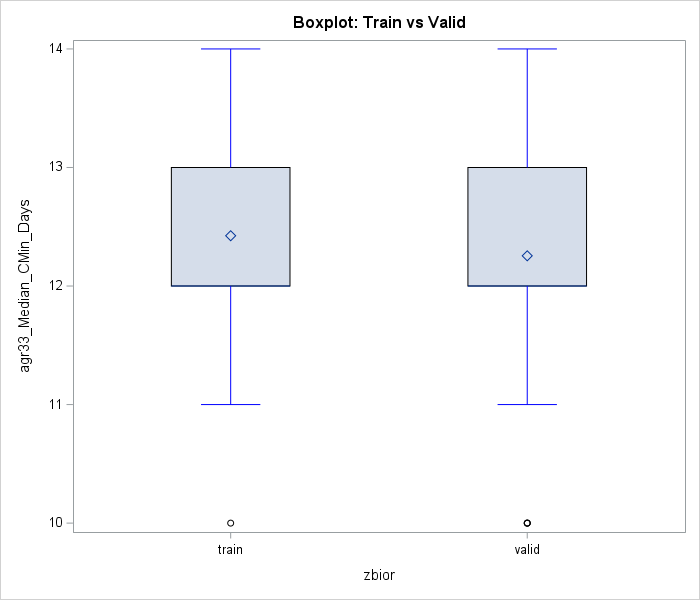 Boxplot: Train vs Valid
agr33_Median_CMin_Days
14
13
12
11
10
train
valid
zbior